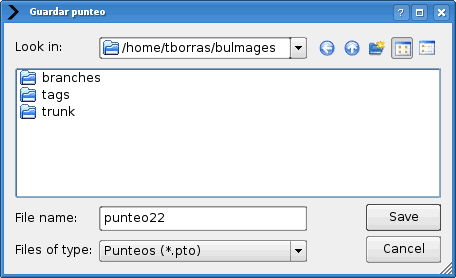 Guardar punteo
Look in: /home/tborras/bulmages
branches
tags
trunk
File name: punteo22 Save
Files of type: Punteos (*.pto) Cancel